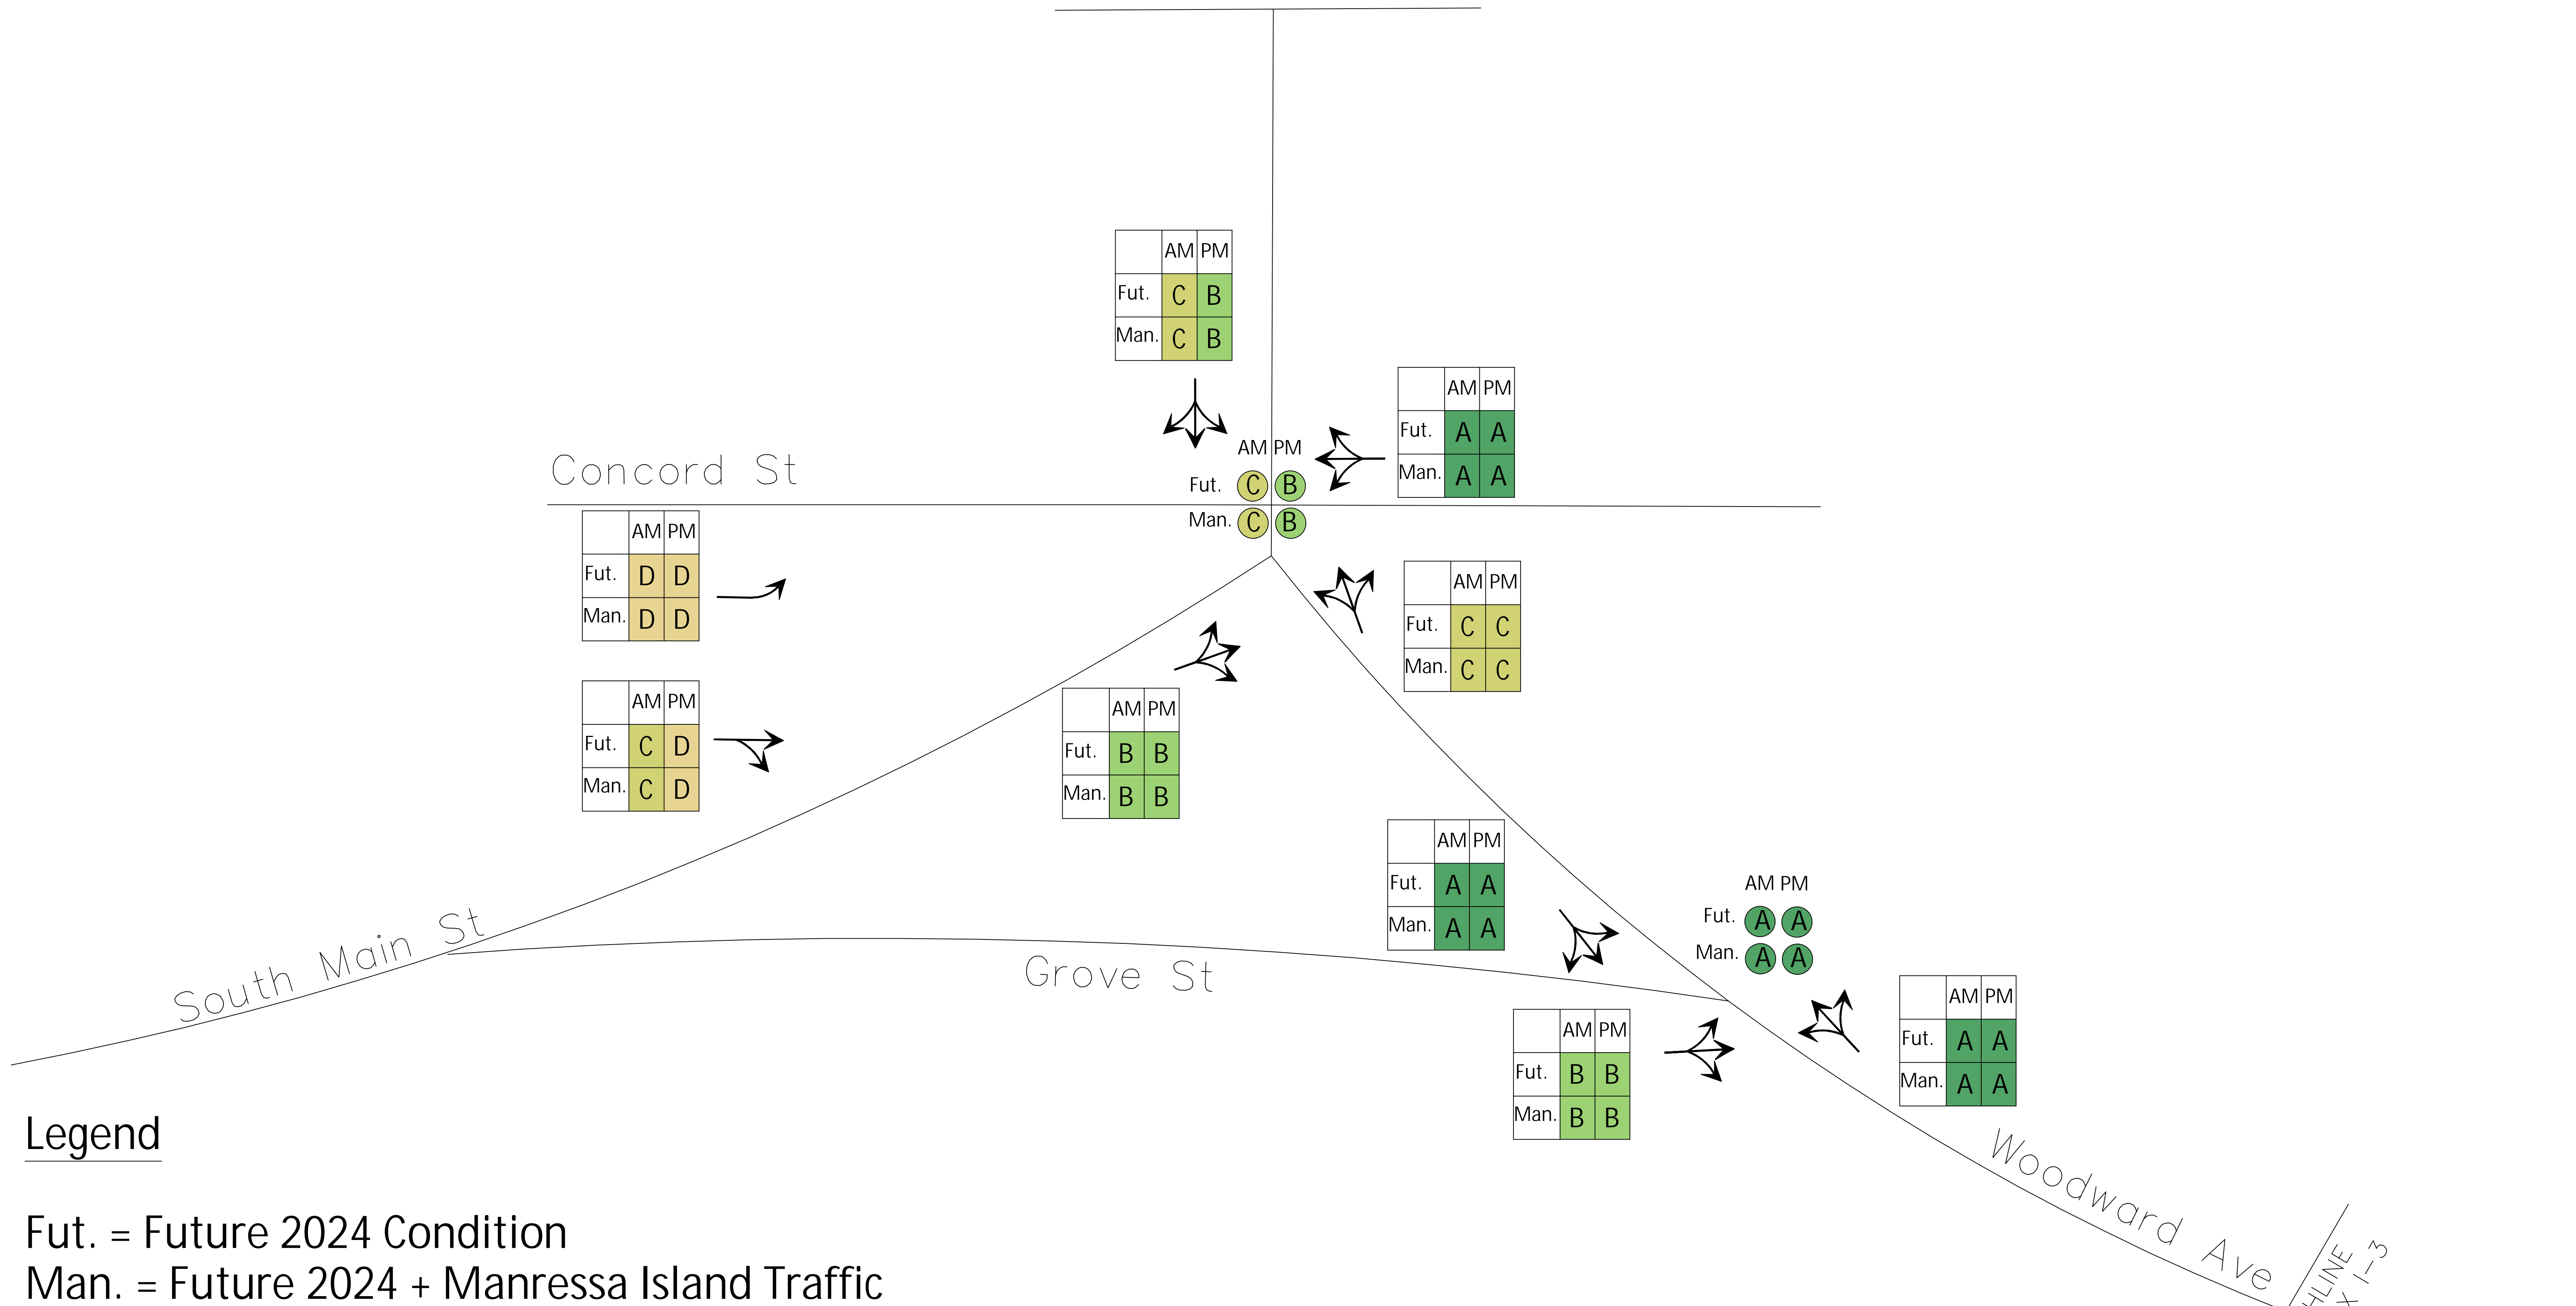 AM PM
Fut. C B
Man. C B
AM PM
Fut. A A
Man. A A
AM PM
Fut. C B
Man. C B
Concord St
AM PM
Fut. D D
Man. D D
AM PM
Fut. C C
Man. C C
AM PM
Fut. C D
Man. C D
AM PM
Fut. B B
Man. B B
AM PM
Fut. A A
Man. A A
AM PM
Fut. A A
Man. A A
South Main St
Grove St
AM PM
Fut. A A
Man. A A
AM PM
Fut. B B
Man. B B
Woodward Ave
Legend
Fut. = Future 2024 Condition
Man. = Future 2024 + Manressa Island Traffic
HLINE
X I-3